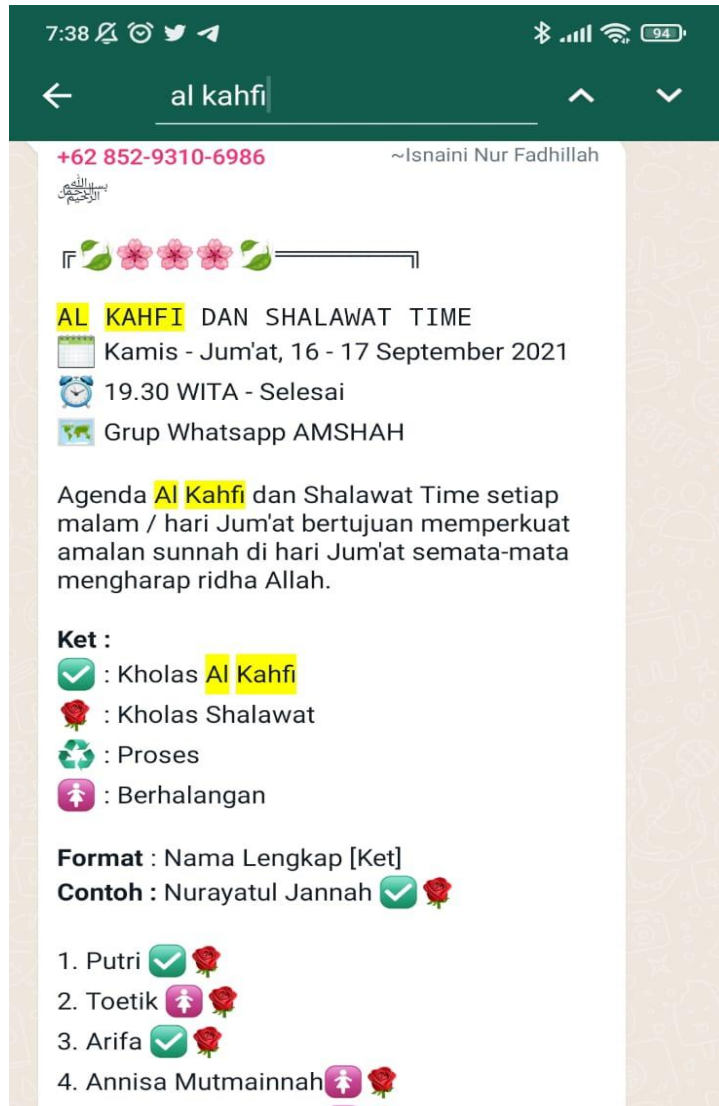 7:38
94
al kahfi
+62 852-9310-6986 ~Isnaini Nur Fadhillah
﷽
╔🍃🌸🌸🌸🍃══════╗
AL KAHFI DAN SHALAWAT TIME
🗓 Kamis - Jum'at, 16 - 17 September 2021
⏰ 19.30 WITA - Selesai
🗺 Grup Whatsapp AMSHAH
Agenda Al Kahfi dan Shalawat Time setiap
malam / hari Jum'at bertujuan memperkuat
amalan sunnah di hari Jum'at semata-mata
mengharap ridha Allah.
Ket :
✅ : Kholas Al Kahfi
🌹 : Kholas Shalawat
♻ : Proses
🚺 : Berhalangan
Format : Nama Lengkap [Ket]
Contoh : Nurayatul Jannah ✅ 🌹
1. Putri ✅ 🌹
2. Toetik 🚺 🌹
3. Arifa ✅ 🌹
4. Annisa Mutmainnah🚺 🌹